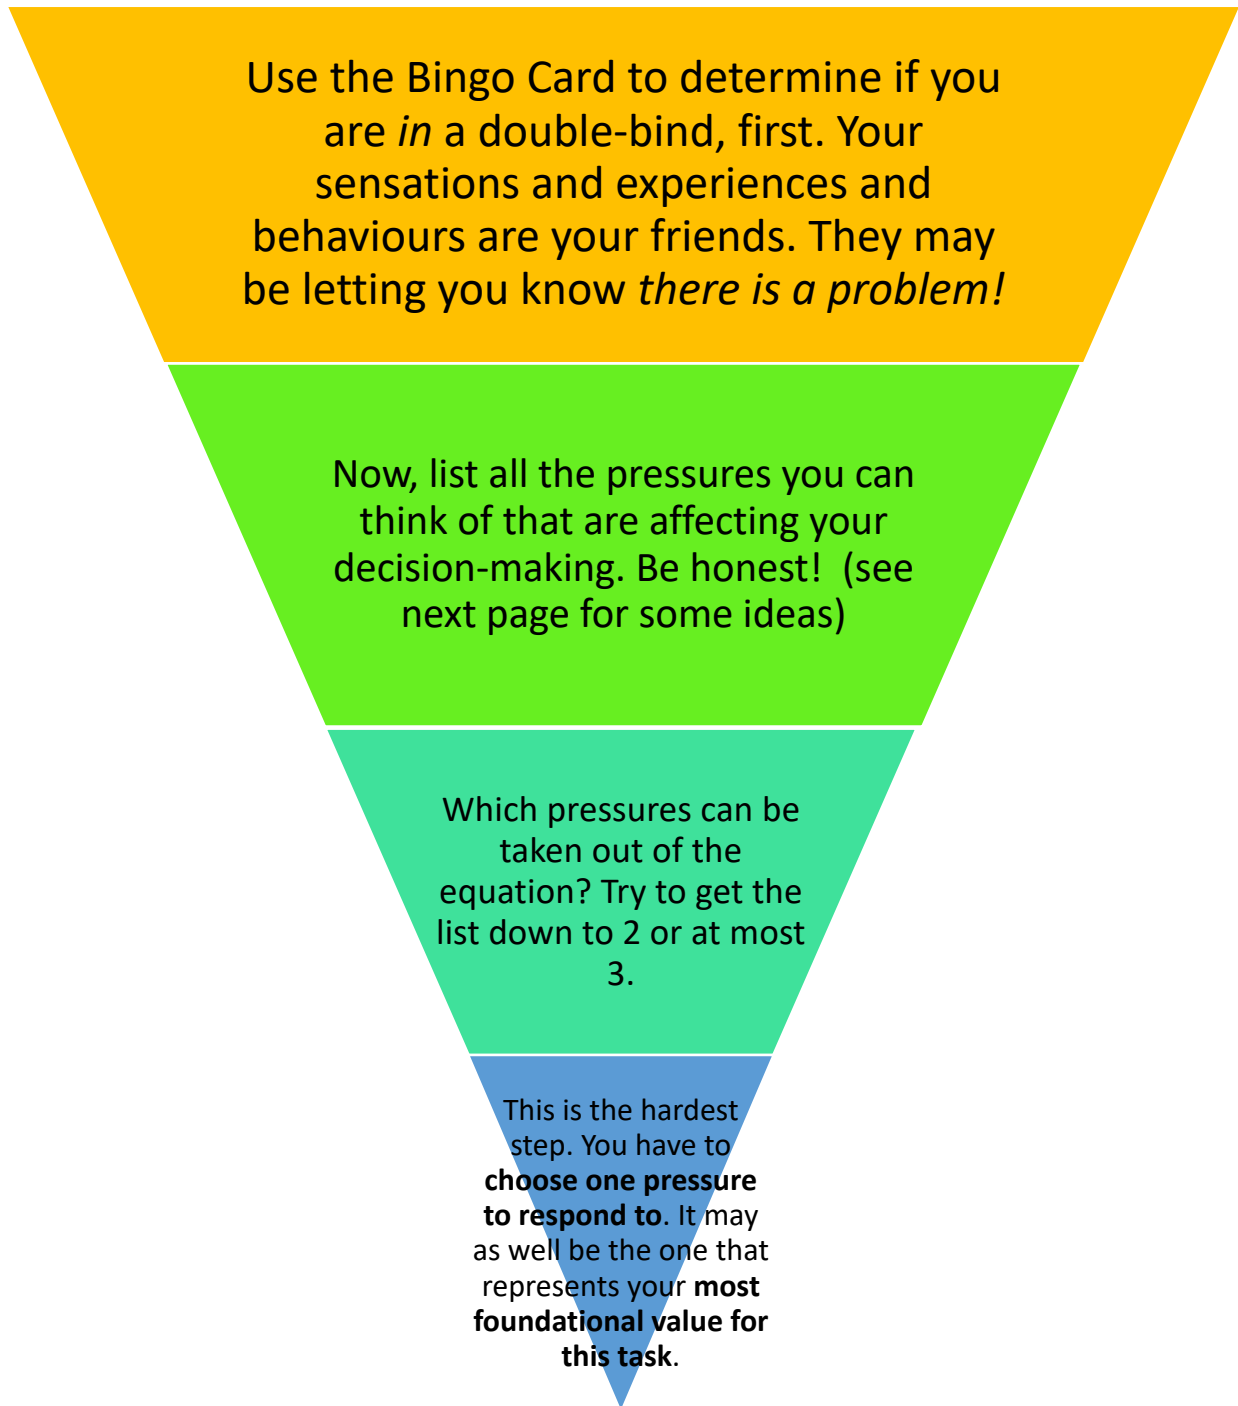 Use the Bingo Card to determine if you
are in a double-bind, first. Your
sensations and experiences and
behaviours are your friends. They may
be letting you know there is a problem!
Now, list all the pressures you can
think of that are affecting your
decision-making. Be honest!  (see
next page for some ideas)
Which pressures can be
taken out of the
equation? Try to get the
list down to 2 or at most
3.
This is the hardest
step. You have to
choose one pressure
to respond to. It may
as well be the one that
represents your most
foundational value for
this task.